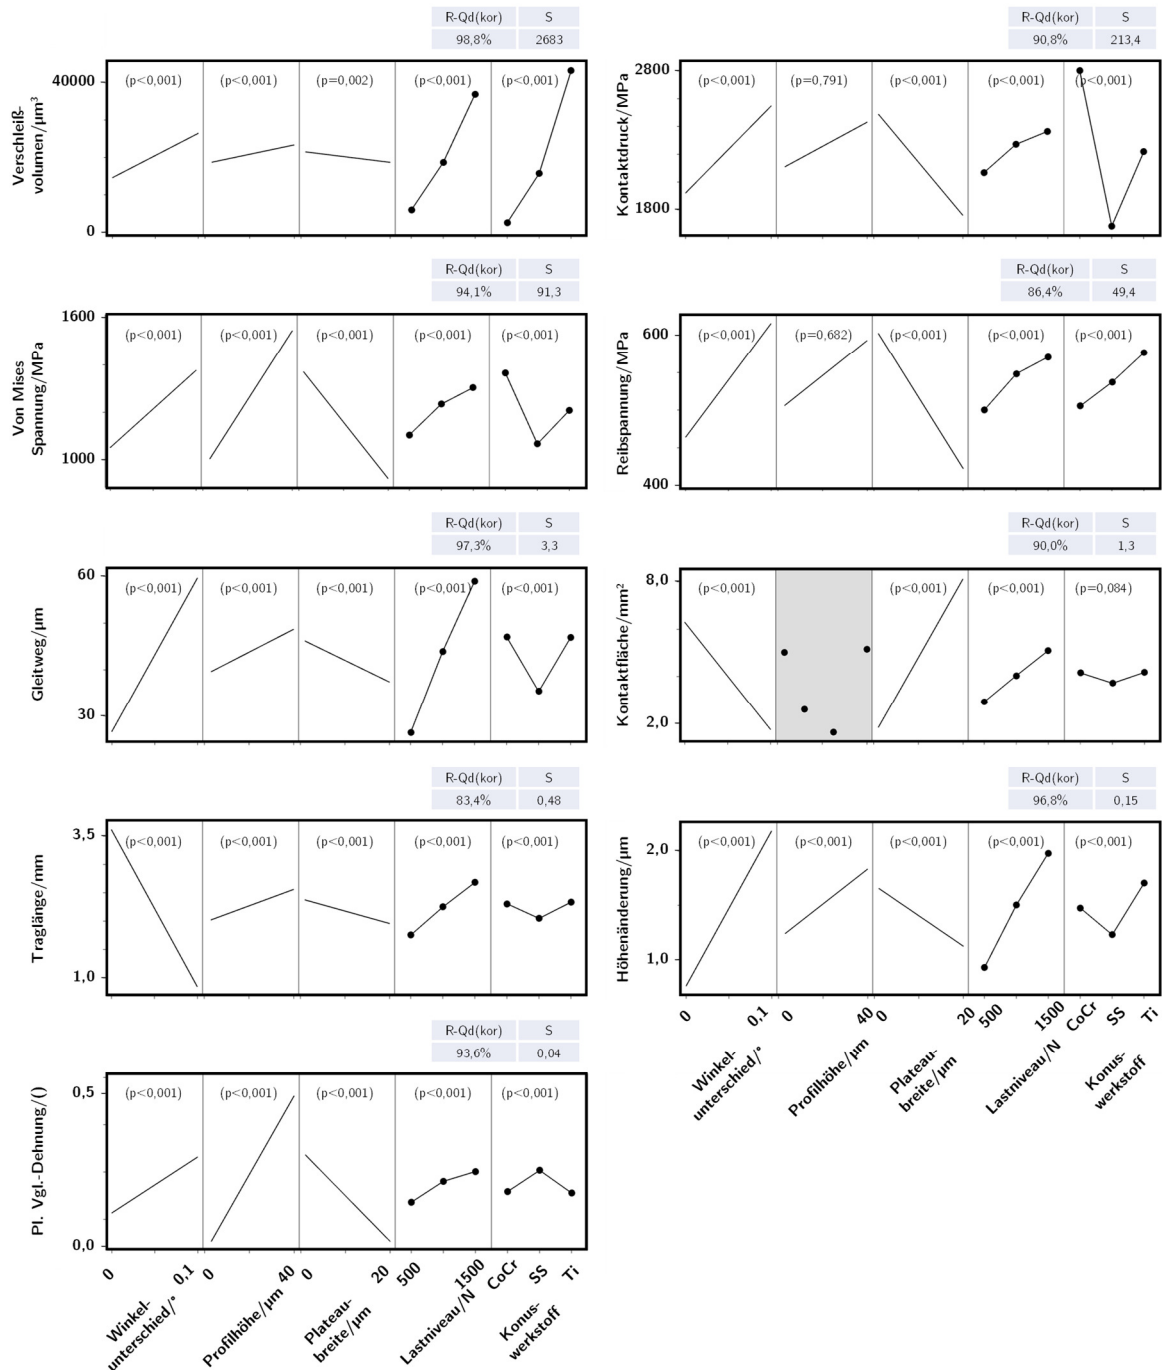 R-Qd(kor) S
98,8% 2683
Verschleiß-
volumen/µm³
40000
0
(p<0,001) (p<0,001) (p=0,002) (p<0,001) (p<0,001)
R-Qd(kor) S
90,8% 213,4
Kontaktdruck/MPa
2800
1800
(p<0,001) (p=0,791) (p<0,001) (p<0,001) (p<0,001)
R-Qd(kor) S
94,1% 91,3
Von Mises
Spannung/MPa
1600
1000
(p<0,001) (p<0,001) (p<0,001) (p<0,001) (p<0,001)
R-Qd(kor) S
86,4% 49,4
Reibspannung/MPa
600
400
(p<0,001) (p=0,682) (p<0,001) (p<0,001) (p<0,001)
R-Qd(kor) S
97,3% 3,3
Gleitweg/µm
60
30
(p<0,001) (p<0,001) (p<0,001) (p<0,001) (p<0,001)
R-Qd(kor) S
90,0% 1,3
Kontaktfläche/mm²
8,0
2,0
(p<0,001) (p<0,001) (p<0,001) (p=0,084)
R-Qd(kor) S
83,4% 0,48
Traglänge/mm
3,5
1,0
(p<0,001) (p<0,001) (p<0,001) (p<0,001) (p<0,001)
R-Qd(kor) S
96,8% 0,15
Höhenänderung/µm
2,0
1,0
(p<0,001) (p<0,001) (p<0,001) (p<0,001) (p<0,001)
0 0,1 0 40 0 20 500 1500 CoCr SS Ti
Winkel-
unterschied/°
Profilhöhe/µm
Plateau-
breite/µm
Lastniveau/N
Konus-
werkstoff
R-Qd(kor) S
93,6% 0,04
Pl. Vgl.-Dehnung/()
0,5
0,0
(p<0,001) (p<0,001) (p<0,001) (p<0,001) (p<0,001)
0 0,1 0 40 0 20 500 1500 CoCr SS Ti
Winkel-
unterschied/°
Profilhöhe/µm
Plateau-
breite/µm
Lastniveau/N
Konus-
werkstoff